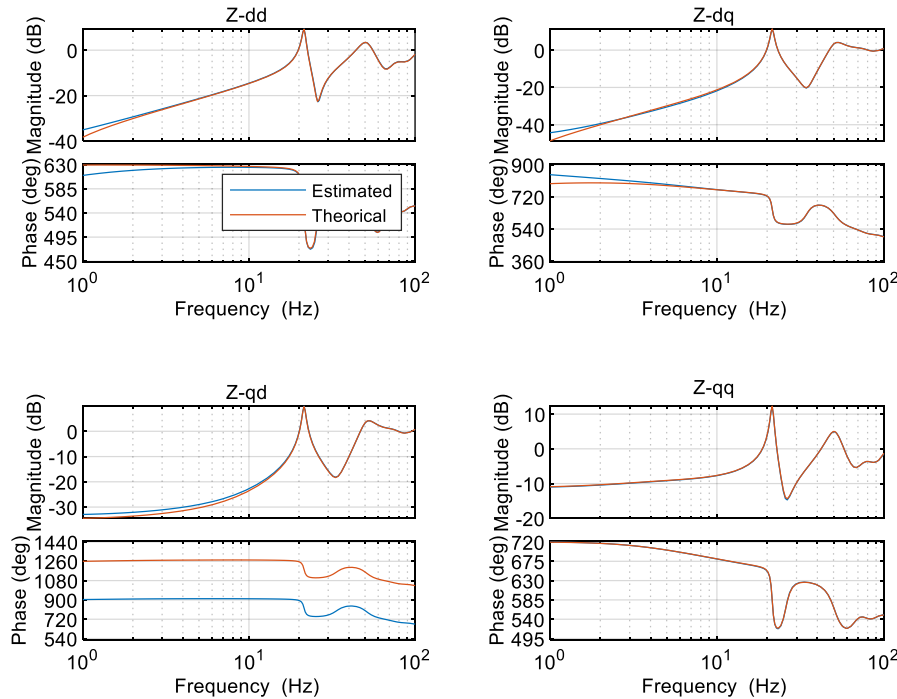 Z-dd
Magnitude (dB)
0
-20
-40
Phase (deg)
630
585
540
495
450
Estimated
Theorical
10^0
10^1
10^2
Frequency (Hz)
Z-dq
Magnitude (dB)
0
-20
-40
Phase (deg)
900
720
540
360
10^0
10^1
10^2
Frequency (Hz)
Z-qd
Magnitude (dB)
0
-10
-20
-30
Phase (deg)
1440
1260
1080
900
720
540
10^0
10^1
10^2
Frequency (Hz)
Z-qq
Magnitude (dB)
10
0
-10
-20
Phase (deg)
720
675
630
585
540
495
10^0
10^1
10^2
Frequency (Hz)